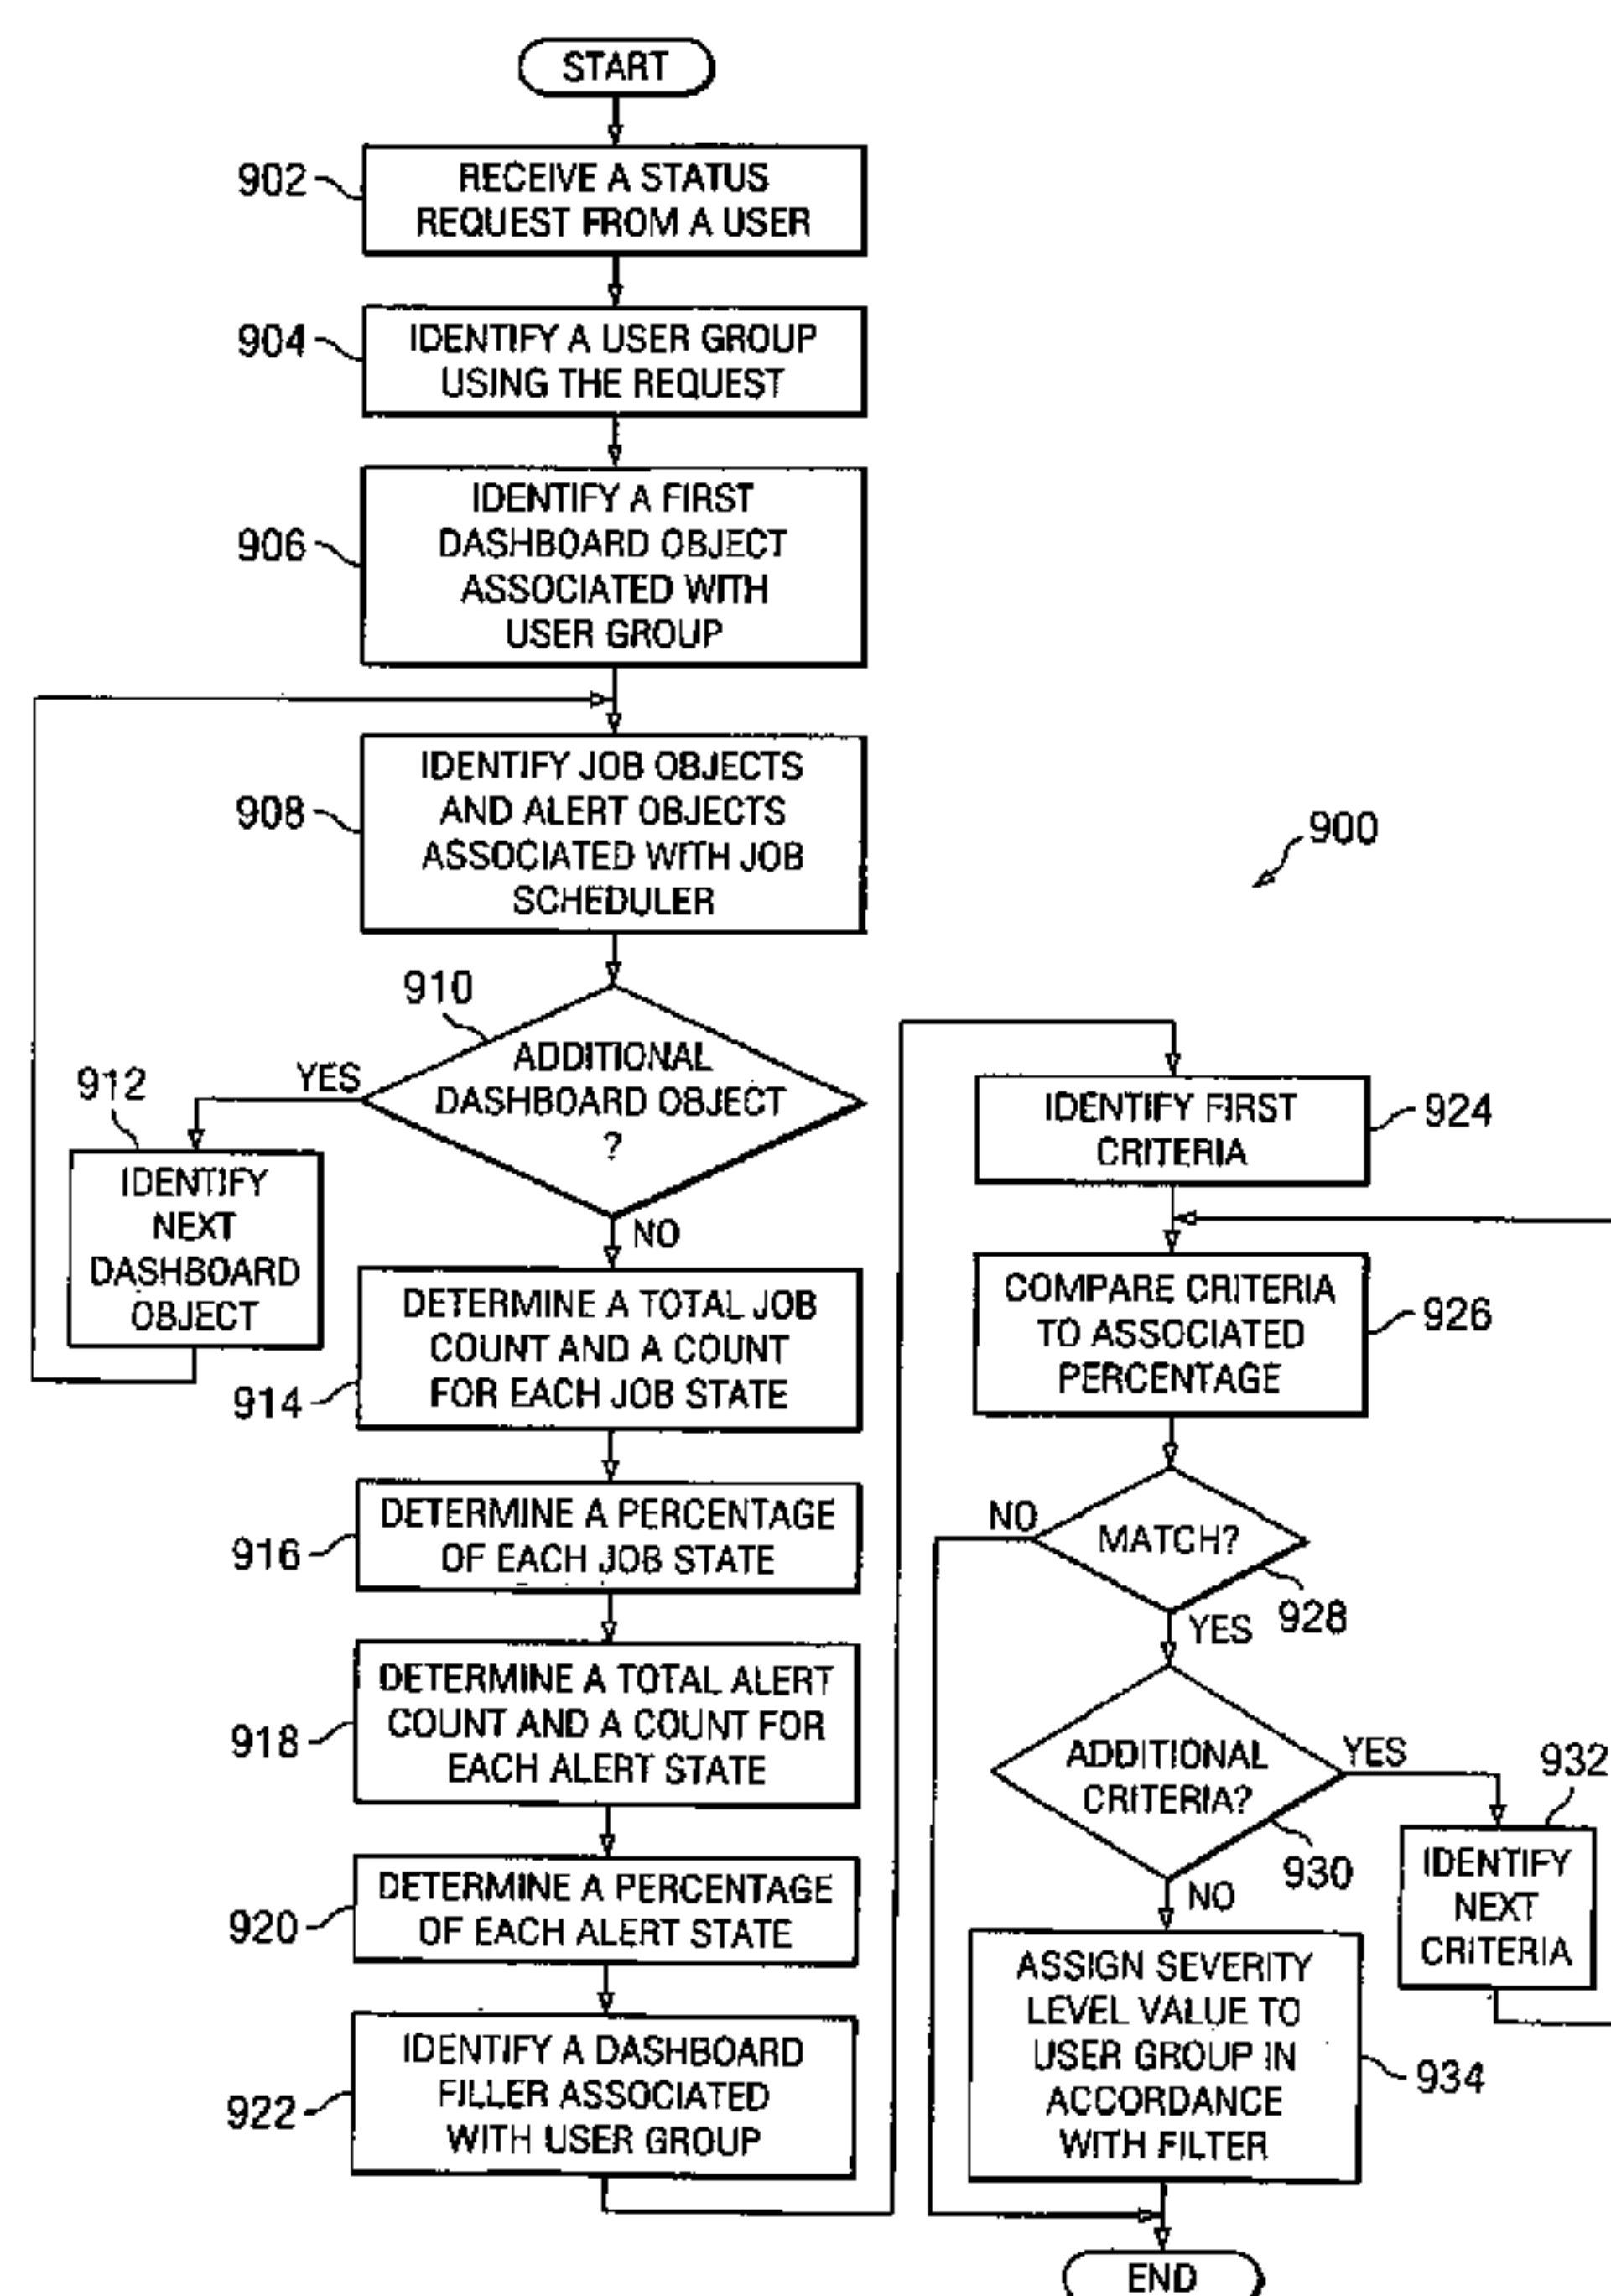 START
902
RECEIVE A STATUS
REQUEST FROM A USER
904
IDENTIFY A USER GROUP
USING THE REQUEST
906
IDENTIFY A FIRST
DASHBOARD OBJECT
ASSOCIATED WITH
USER GROUP
908
IDENTIFY JOB OBJECTS
AND ALERT OBJECTS
ASSOCIATED WITH JOB
SCHEDULER
900
910
ADDITIONAL
DASHBOARD OBJECT
?
YES
912
IDENTIFY
NEXT
DASHBOARD
OBJECT
NO
DETERMINE A TOTAL JOB
COUNT AND A COUNT
FOR EACH JOB STATE
914
DETERMINE A PERCENTAGE
OF EACH JOB STATE
916
DETERMINE A TOTAL ALERT
COUNT AND A COUNT FOR
EACH ALERT STATE
918
DETERMINE A PERCENTAGE
OF EACH ALERT STATE
920
IDENTIFY A DASHBOARD
FILLER ASSOCIATED
WITH USER GROUP
922
IDENTIFY FIRST
CRITERIA
924
COMPARE CRITERIA
TO ASSOCIATED
PERCENTAGE
926
NO
MATCH?
928
YES
ADDITIONAL
CRITERIA?
YES
930
932
IDENTIFY
NEXT
CRITERIA
NO
ASSIGN SEVERITY
LEVEL VALUE TO
USER GROUP IN
ACCORDANCE
WITH FILTER
934
END